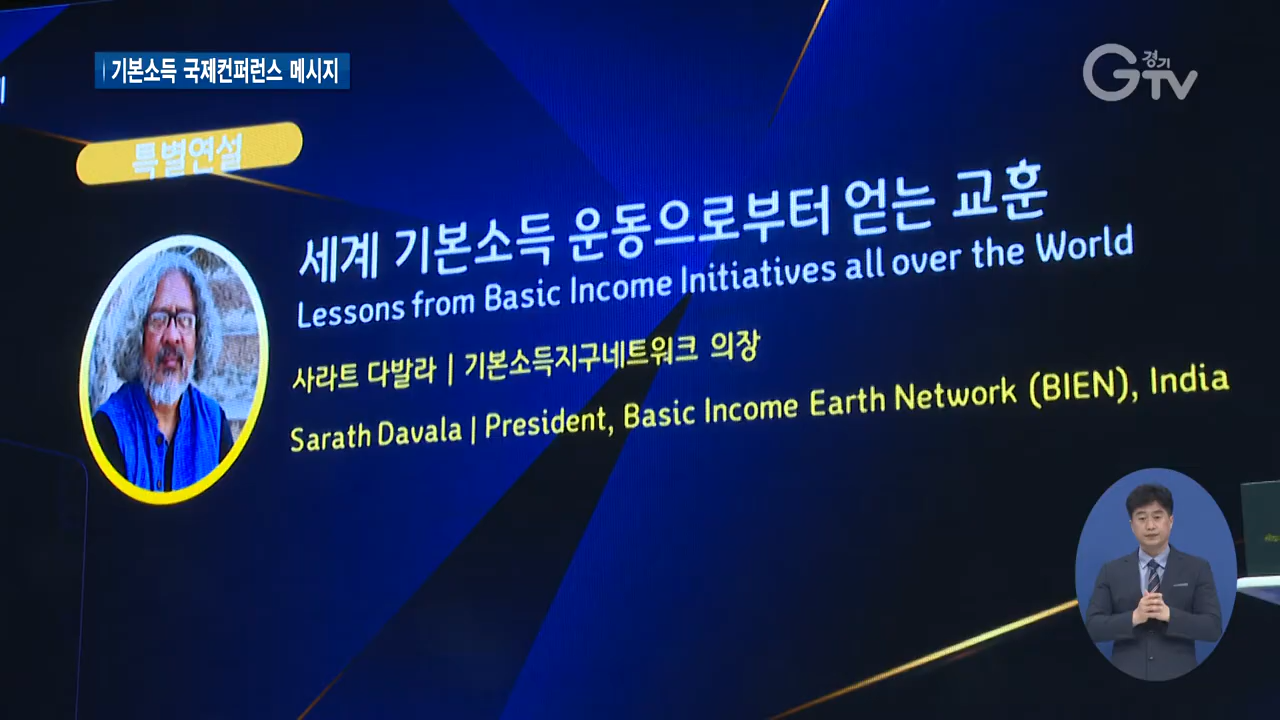 기본소득 국제컨퍼런스 메시지
G경기TV
특별연설
세계 기본소득 운동으로부터 얻는 교훈
Lessons from Basic Income Initiatives all over the World
사라트 다발라 | 기본소득지구네트워크 의장
Sarath Davala | President, Basic Income Earth Network (BIEN), India